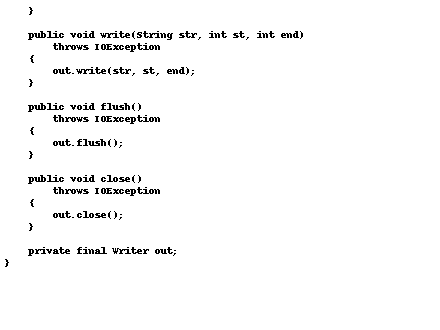 }

    public void write(String str, int st, int end)
        throws IOException
    {
        out.write(str, st, end);
    }

    public void flush()
        throws IOException
    {
        out.flush();
    }

    public void close()
        throws IOException
    {
        out.close();
    }

    private final Writer out;
}